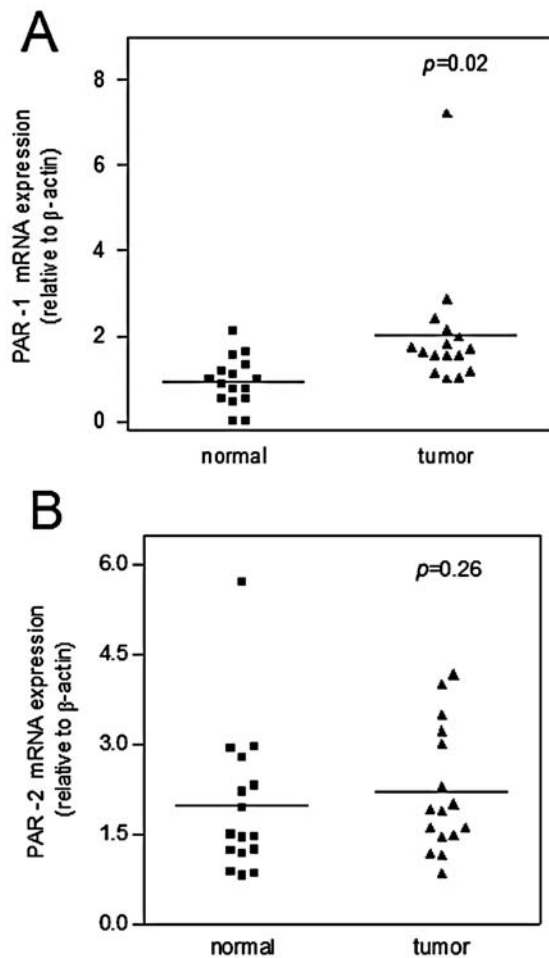 A
p=0.02
PAR-1 mRNA expression
(relative to β-actin)
8
6
4
2
0
normal tumor
B
p=0.26
PAR-2 mRNA expression
(relative to β-actin)
6.0
4.5
3.0
1.5
0.0
normal tumor